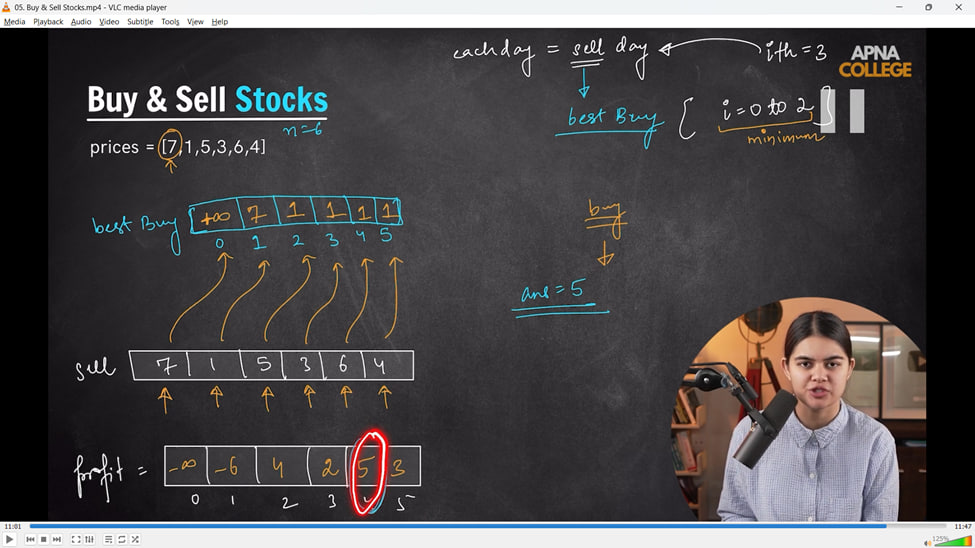 05. Buy & Sell Stocks.mp4 - VLC media player
Media Playback Audio Video Subtitle Tools View Help
each day = sell day ith = 3
APNA
COLLEGE
Buy & Sell Stocks
best Buy { i = 0 to 2 }
n = 6
minimum
prices = [7,1,5,3,6,4]
best Buy +∞ 7 1 1 1 1
0 1 2 3 4 5
buy
ans = 5
sell 7 1 5 3 6 4
profit = -∞ -6 4 2 5 3
0 1 2 3 4 5
11:01 11:47
125%